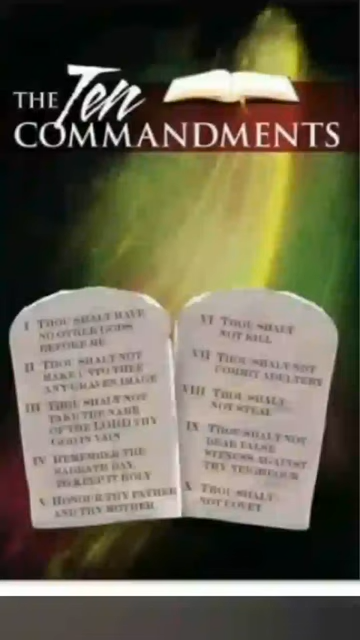 THE Ten
COMMANDMENTS
I THOU SHALT HAVE
NO OTHER GODS
BEFORE ME
II THOU SHALT NOT
MAKE UNTO THEE
ANY GRAVEN IMAGE
III THOU SHALT NOT
TAKE THE NAME
OF THE LORD THY
GOD IN VAIN
IV REMEMBER THE
SABBATH DAY,
TO KEEP IT HOLY
V HONOUR THY FATHER
AND THY MOTHER
VI THOU SHALT
NOT KILL
VII THOU SHALT NOT
COMMIT ADULTERY
VIII THOU SHALT
NOT STEAL
IX THOU SHALT NOT
BEAR FALSE
WITNESS AGAINST
THY NEIGHBOUR
X THOU SHALT
NOT COVET